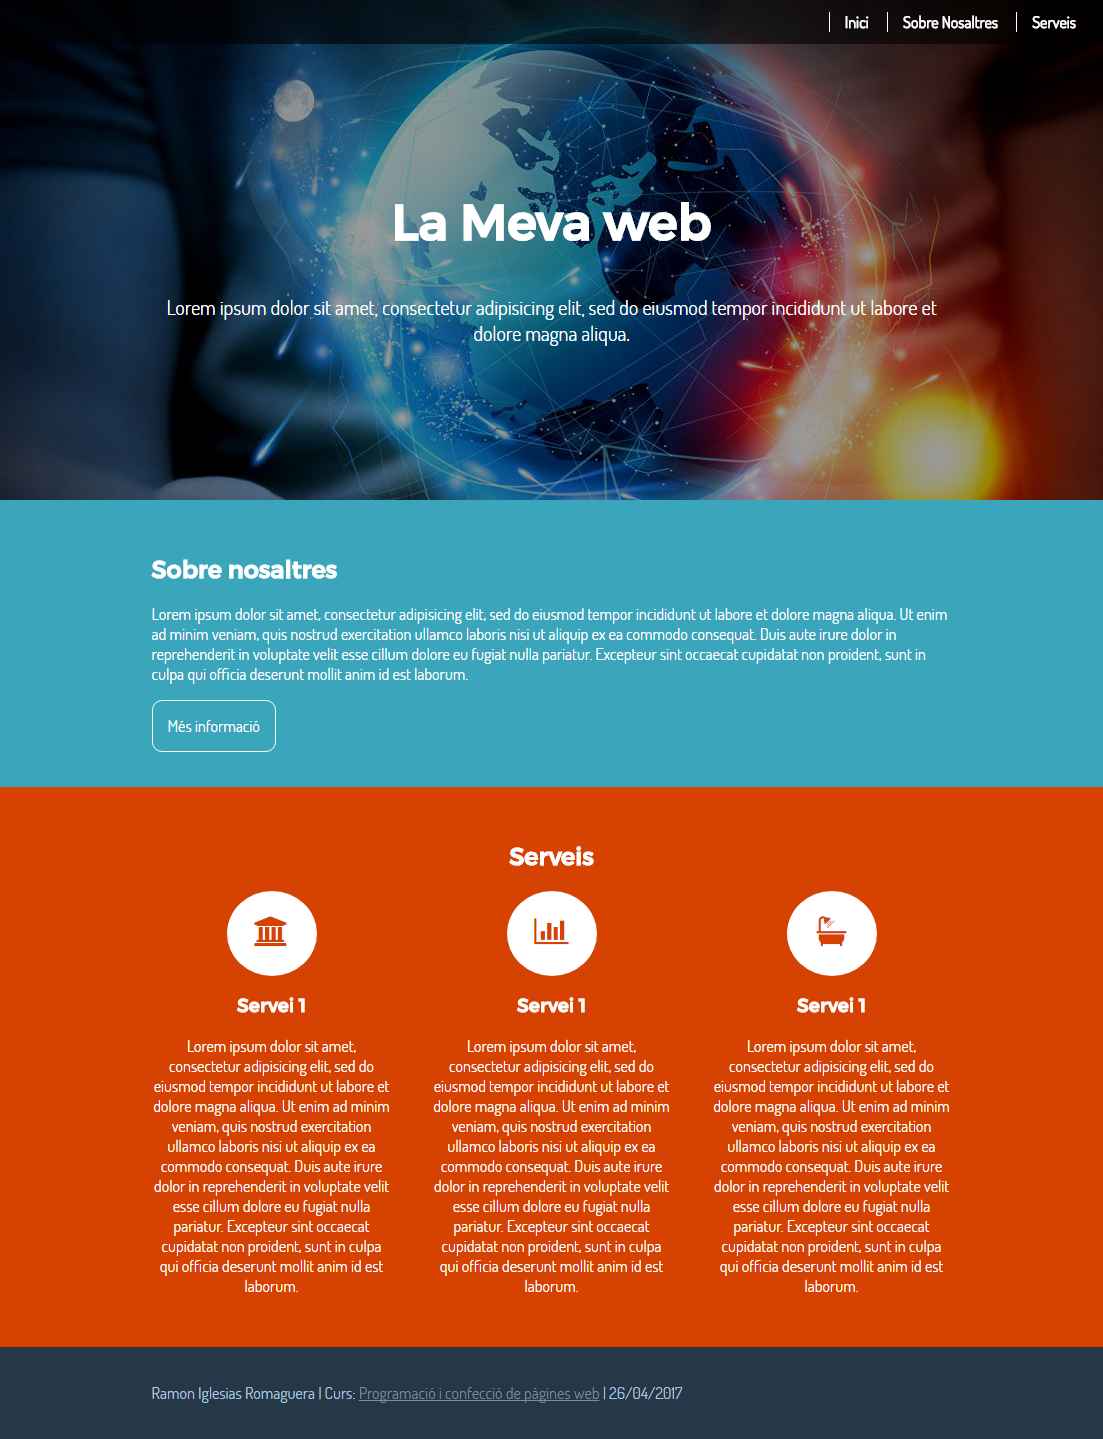 Inici
Sobre Nosaltres
Serveis
La Meva web
Lorem ipsum dolor sit amet, consectetur adipisicing elit, sed do eiusmod tempor incididunt ut labore et
dolore magna aliqua.
Sobre nosaltres
Lorem ipsum dolor sit amet, consectetur adipisicing elit, sed do eiusmod tempor incididunt ut labore et dolore magna aliqua. Ut enim
ad minim veniam, quis nostrud exercitation ullamco laboris nisi ut aliquip ex ea commodo consequat. Duis aute irure dolor in
reprehenderit in voluptate velit esse cillum dolore eu fugiat nulla pariatur. Excepteur sint occaecat cupidatat non proident, sunt in
culpa qui officia deserunt mollit anim id est laborum.
Més informació
Serveis
Servei 1
Lorem ipsum dolor sit amet,
consectetur adipisicing elit, sed do
eiusmod tempor incididunt ut labore et
dolore magna aliqua. Ut enim ad minim
veniam, quis nostrud exercitation
ullamco laboris nisi ut aliquip ex ea
commodo consequat. Duis aute irure
dolor in reprehenderit in voluptate velit
esse cillum dolore eu fugiat nulla
pariatur. Excepteur sint occaecat
cupidatat non proident, sunt in culpa
qui officia deserunt mollit anim id est
laborum.
Servei 1
Lorem ipsum dolor sit amet,
consectetur adipisicing elit, sed do
eiusmod tempor incididunt ut labore et
dolore magna aliqua. Ut enim ad minim
veniam, quis nostrud exercitation
ullamco laboris nisi ut aliquip ex ea
commodo consequat. Duis aute irure
dolor in reprehenderit in voluptate velit
esse cillum dolore eu fugiat nulla
pariatur. Excepteur sint occaecat
cupidatat non proident, sunt in culpa
qui officia deserunt mollit anim id est
laborum.
Servei 1
Lorem ipsum dolor sit amet,
consectetur adipisicing elit, sed do
eiusmod tempor incididunt ut labore et
dolore magna aliqua. Ut enim ad minim
veniam, quis nostrud exercitation
ullamco laboris nisi ut aliquip ex ea
commodo consequat. Duis aute irure
dolor in reprehenderit in voluptate velit
esse cillum dolore eu fugiat nulla
pariatur. Excepteur sint occaecat
cupidatat non proident, sunt in culpa
qui officia deserunt mollit anim id est
laborum.
Ramon Iglesias Romaguera | Curs: Programació i confecció de pàgines web | 26/04/2017